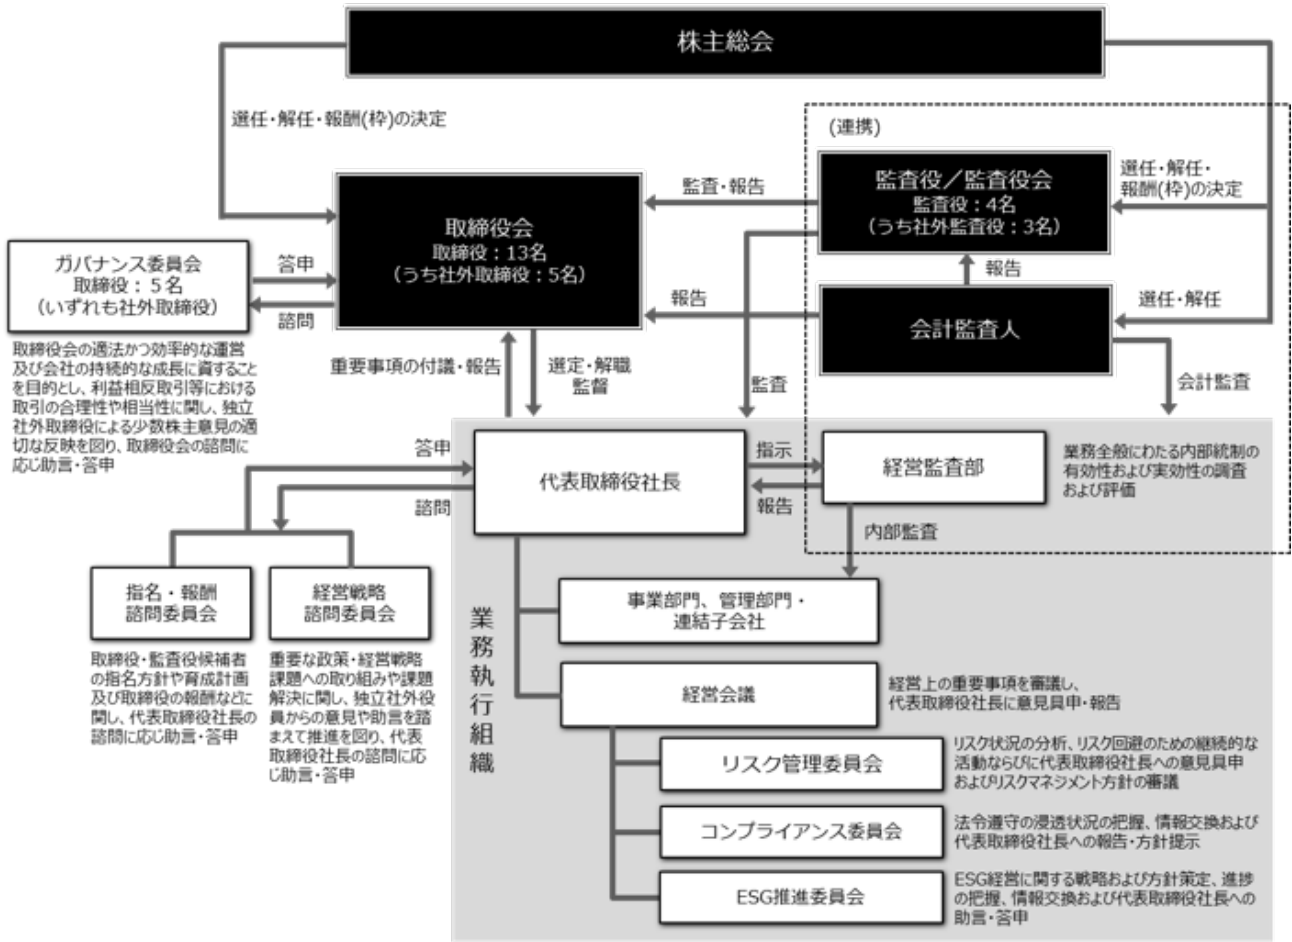 株主総会
選任・解任・報酬(枠)の決定
(連携)
監査役／監査役会
監査役：4名
(うち社外監査役：3名)
選任・解任・
報酬(枠)の決定
監査・報告
取締役会
取締役：13名
(うち社外取締役：5名)
ガバナンス委員会
取締役：５名
(いずれも社外取締役)
答申
諮問
報告
報告
会計監査人
選任・解任
取締役会の適法かつ効率的な運営
及び会社の持続的な成長に資すること
を目的とし、利益相反取引等における
取引の合理性や相当性に関し、独立
社外取締役による少数株主意見の適
切な反映を図り、取締役会の諮問に
応じ助言・答申
重要事項の付議・報告
選定・解職
監督
監査
会計監査
答申
諮問
代表取締役社長
指示
報告
経営監査部
業務全般にわたる内部統制の
有効性および実効性の調査
および評価
内部監査
指名・報酬
諮問委員会
経営戦略
諮問委員会
取締役・監査役候補者
の指名方針や育成計画
及び取締役の報酬などに
関し、代表取締役社長の
諮問に応じ助言・答申
重要な政策・経営戦略
課題への取り組みや課題
解決に関し、独立社外役
員からの意見や助言を踏
まえて推進を図り、代表
取締役社長の諮問に応
じ助言・答申
業務執行組織
事業部門、管理部門・
連結子会社
経営会議
経営上の重要事項を審議し、
代表取締役社長に意見具申・報告
リスク管理委員会
リスク状況の分析、リスク回避のための継続的な
活動ならびに代表取締役社長への意見具申
およびリスクマネジメント方針の審議
コンプライアンス委員会
法令遵守の浸透状況の把握、情報交換および
代表取締役社長への報告・方針提示
ESG推進委員会
ESG経営に関する戦略および方針策定、進捗
の把握、情報交換および代表取締役社長への
助言・答申